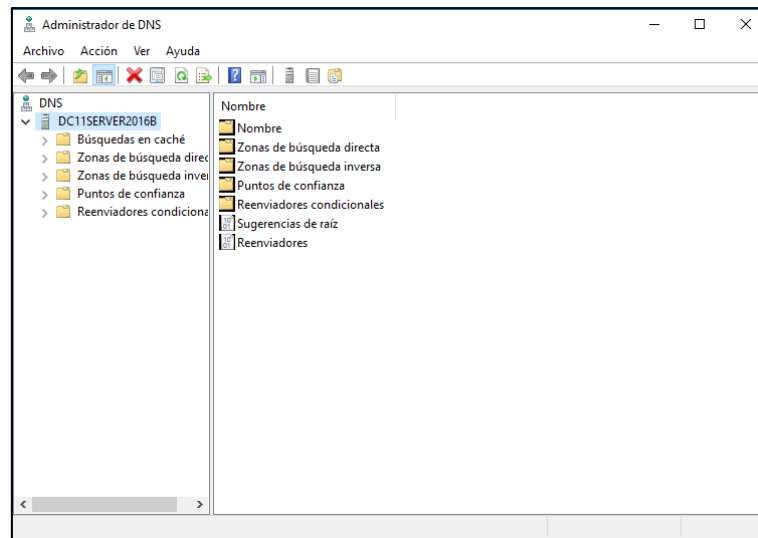 Administrador de DNS
Archivo Acción Ver Ayuda
DNS
DC11SERVER2016B
Búsquedas en caché
Zonas de búsqueda direc
Zonas de búsqueda inver
Puntos de confianza
Reenviadores condiciona
Nombre
Nombre
Zonas de búsqueda directa
Zonas de búsqueda inversa
Puntos de confianza
Reenviadores condicionales
Sugerencias de raíz
Reenviadores